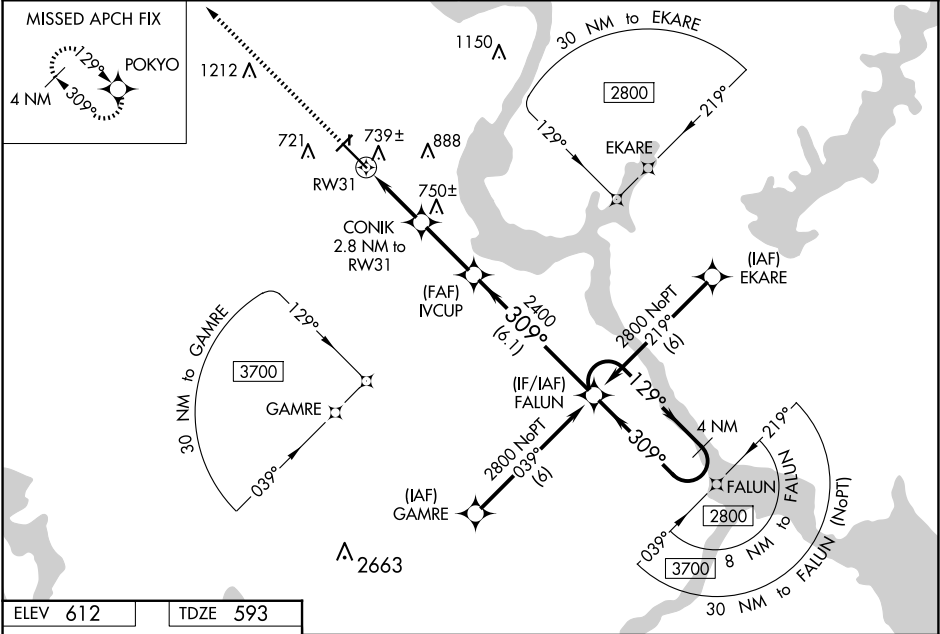 MISSED APCH FIX
129°
POKYO
4 NM
309°
1212
1150
721
739±
888
RW31
750±
CONIK
2.8 NM to
RW31
(FAF)
IVCUP
2400
309°
(6.1)
30 NM to EKARE
2800
129°
219°
EKARE
(IAF)
EKARE
2800 NoPT
219°
(6)
(IF/IAF)
FALUN
129°
4 NM
309°
30 NM to GAMRE
129°
3700
GAMRE
039°
2800 NoPT
039°
(6)
(IAF)
GAMRE
2663
219°
FALUN
2800
039°
8 NM to FALUN
3700
30 NM to FALUN (NoPT)
ELEV 612
TDZE 593